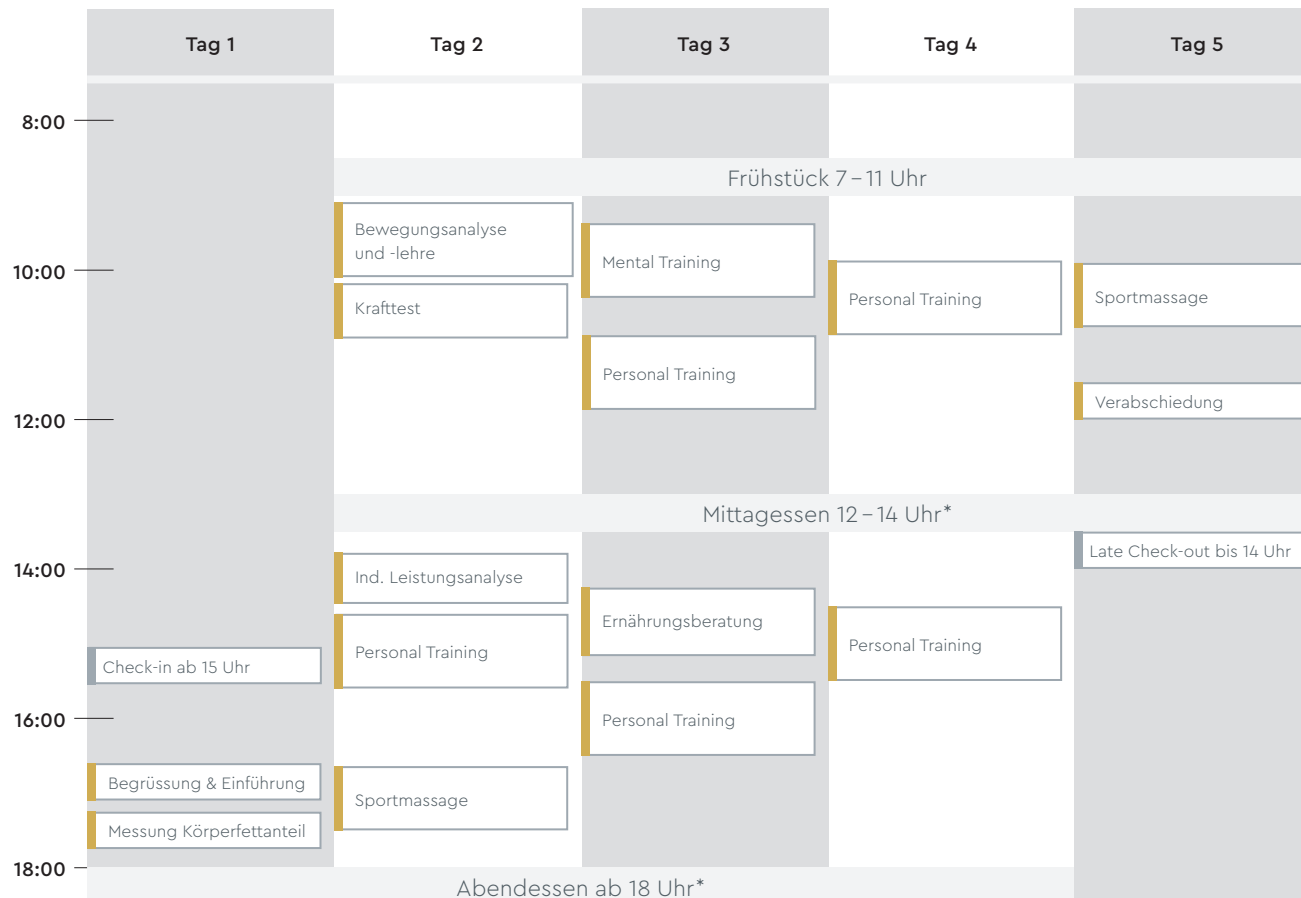 Tag 1
Tag 2
Tag 3
Tag 4
Tag 5
8:00
Frühstück 7 – 11 Uhr
Bewegungsanalyse
und -lehre
Mental Training
10:00
Personal Training
Sportmassage
Krafttest
Personal Training
Verabschiedung
12:00
Mittagessen 12 – 14 Uhr*
Late Check-out bis 14 Uhr
14:00
Ind. Leistungsanalyse
Ernährungsberatung
Personal Training
Personal Training
Check-in ab 15 Uhr
16:00
Personal Training
Begrüssung & Einführung
Sportmassage
Messung Körperfettanteil
18:00
Abendessen ab 18 Uhr*